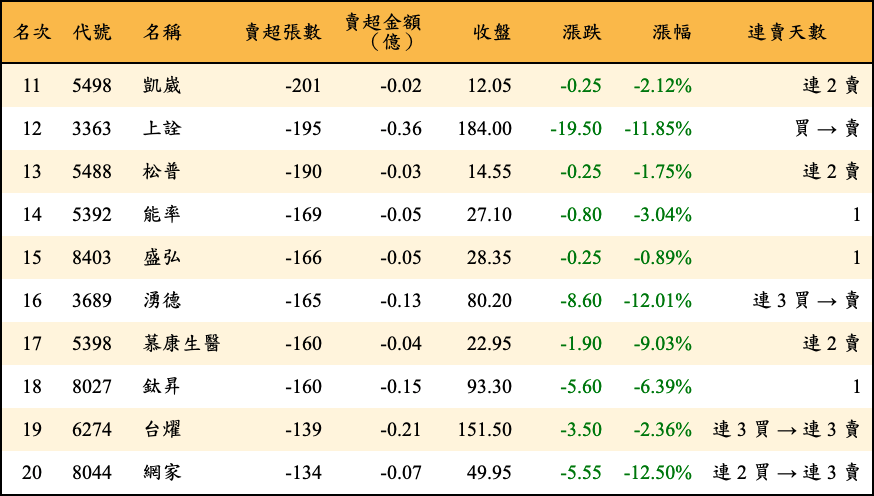 名次 代號 名稱 賣超張數 賣超金額（億） 收盤 漲跌 漲幅 連賣天數
11 5498 凱崴 -201 -0.02 12.05 -0.25 -2.12% 連 2 賣
12 3363 上詮 -195 -0.36 184.00 -19.50 -11.85% 買 → 賣
13 5488 松普 -190 -0.03 14.55 -0.25 -1.75% 連 2 賣
14 5392 能率 -169 -0.05 27.10 -0.80 -3.04% 1
15 8403 盛弘 -166 -0.05 28.35 -0.25 -0.89% 1
16 3689 湧德 -165 -0.13 80.20 -8.60 -12.01% 連 3 買 → 賣
17 5398 慕康生醫 -160 -0.04 22.95 -1.90 -9.03% 連 2 賣
18 8027 鈦昇 -160 -0.15 93.30 -5.60 -6.39% 1
19 6274 台燿 -139 -0.21 151.50 -3.50 -2.36% 連 3 買 → 連 3 賣
20 8044 網家 -134 -0.07 49.95 -5.55 -12.50% 連 2 買 → 連 3 賣